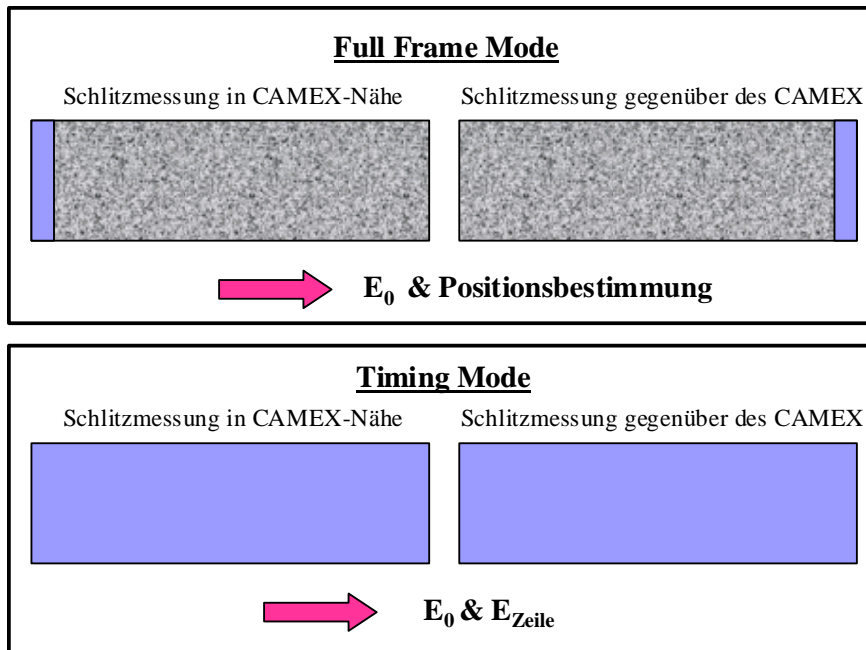 Full Frame Mode
Schlitzmessung in CAMEX-Nähe
Schlitzmessung gegenüber des CAMEX
E₀ & Positionsbestimmung
Timing Mode
Schlitzmessung in CAMEX-Nähe
Schlitzmessung gegenüber des CAMEX
E₀ & E_Zeile